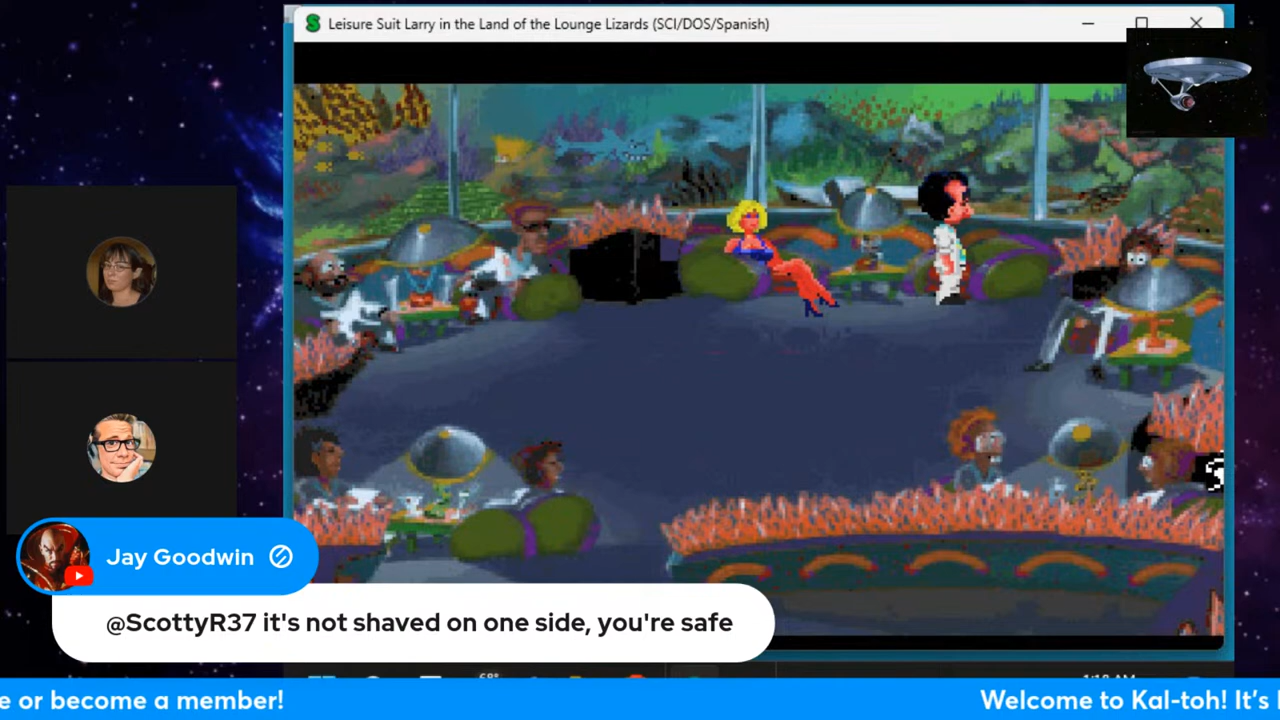 Leisure Suit Larry in the Land of the Lounge Lizards (SCI/DOS/Spanish)
Jay Goodwin
@ScottyR37 it's not shaved on one side, you're safe
e or become a member!
Welcome to Kal-toh! It's